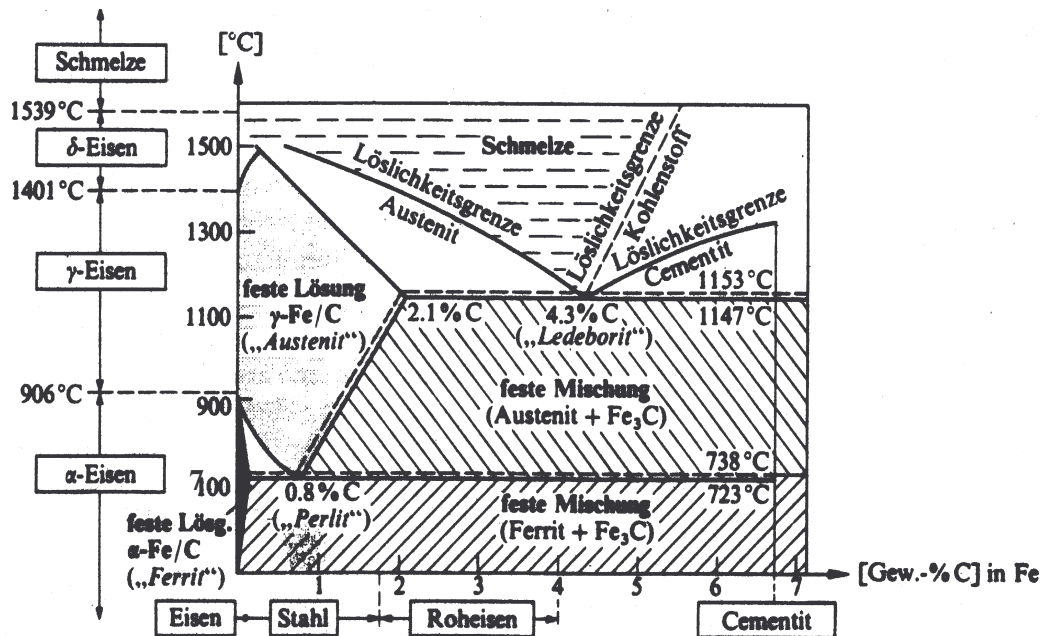 [°C]
Schmelze
1539°C
δ-Eisen
1401°C
γ-Eisen
906°C
α-Eisen
1500
1300
1100
900
700
Schmelze
Löslichkeitsgrenze
Austenit
Löslichkeitsgrenze
Kohlenstoff
Löslichkeitsgrenze
Cementit
1153°C
1147°C
feste Lösung
γ-Fe/C
(„Austenit“)
2.1% C
4.3% C
(„Ledeborit“)
feste Mischung
(Austenit + Fe₃C)
738°C
723°C
0.8% C
(„Perlit“)
feste Mischung
(Ferrit + Fe₃C)
feste Lösg.
α-Fe/C
(„Ferrit“)
1 2 3 4 5 6 7
[Gew.-% C] in Fe
Eisen Stahl Roheisen Cementit